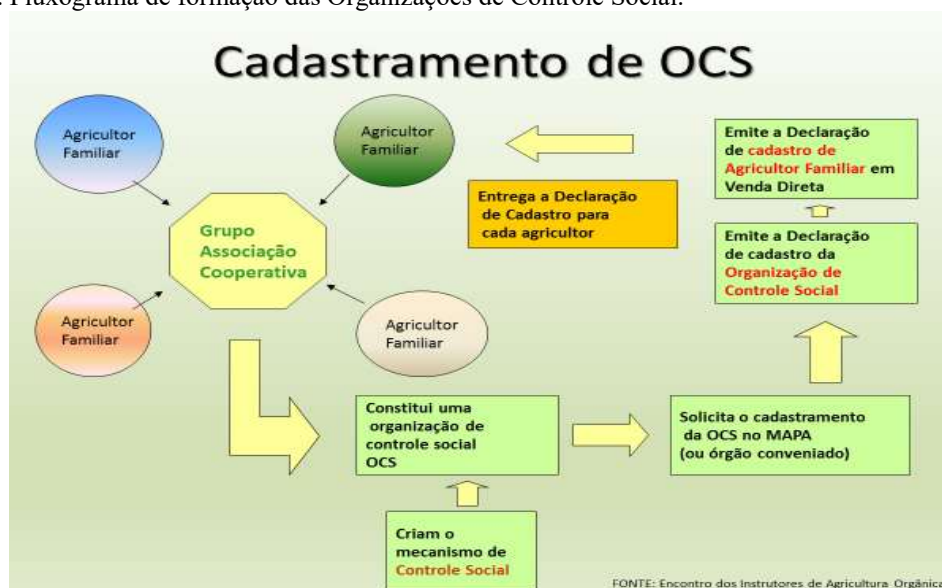 . Fluxograma de formação das Organizações de Controle Social.
Cadastramento de OCS
Agricultor
Familiar
Agricultor
Familiar
Grupo
Associação
Cooperativa
Agricultor
Familiar
Agricultor
Familiar
Constitui uma
organização de
controle social
OCS
Criam o
mecanismo de
Controle Social
Solicita o cadastramento
da OCS no MAPA
(ou órgão conveniado)
Emite a Declaração
de cadastro da
Organização de
Controle Social
Emite a Declaração
de cadastro de
Agricultor Familiar em
Venda Direta
Entrega a Declaração
de Cadastro para
cada agricultor
FONTE: Encontro dos Instrutores de Agricultura Orgânica